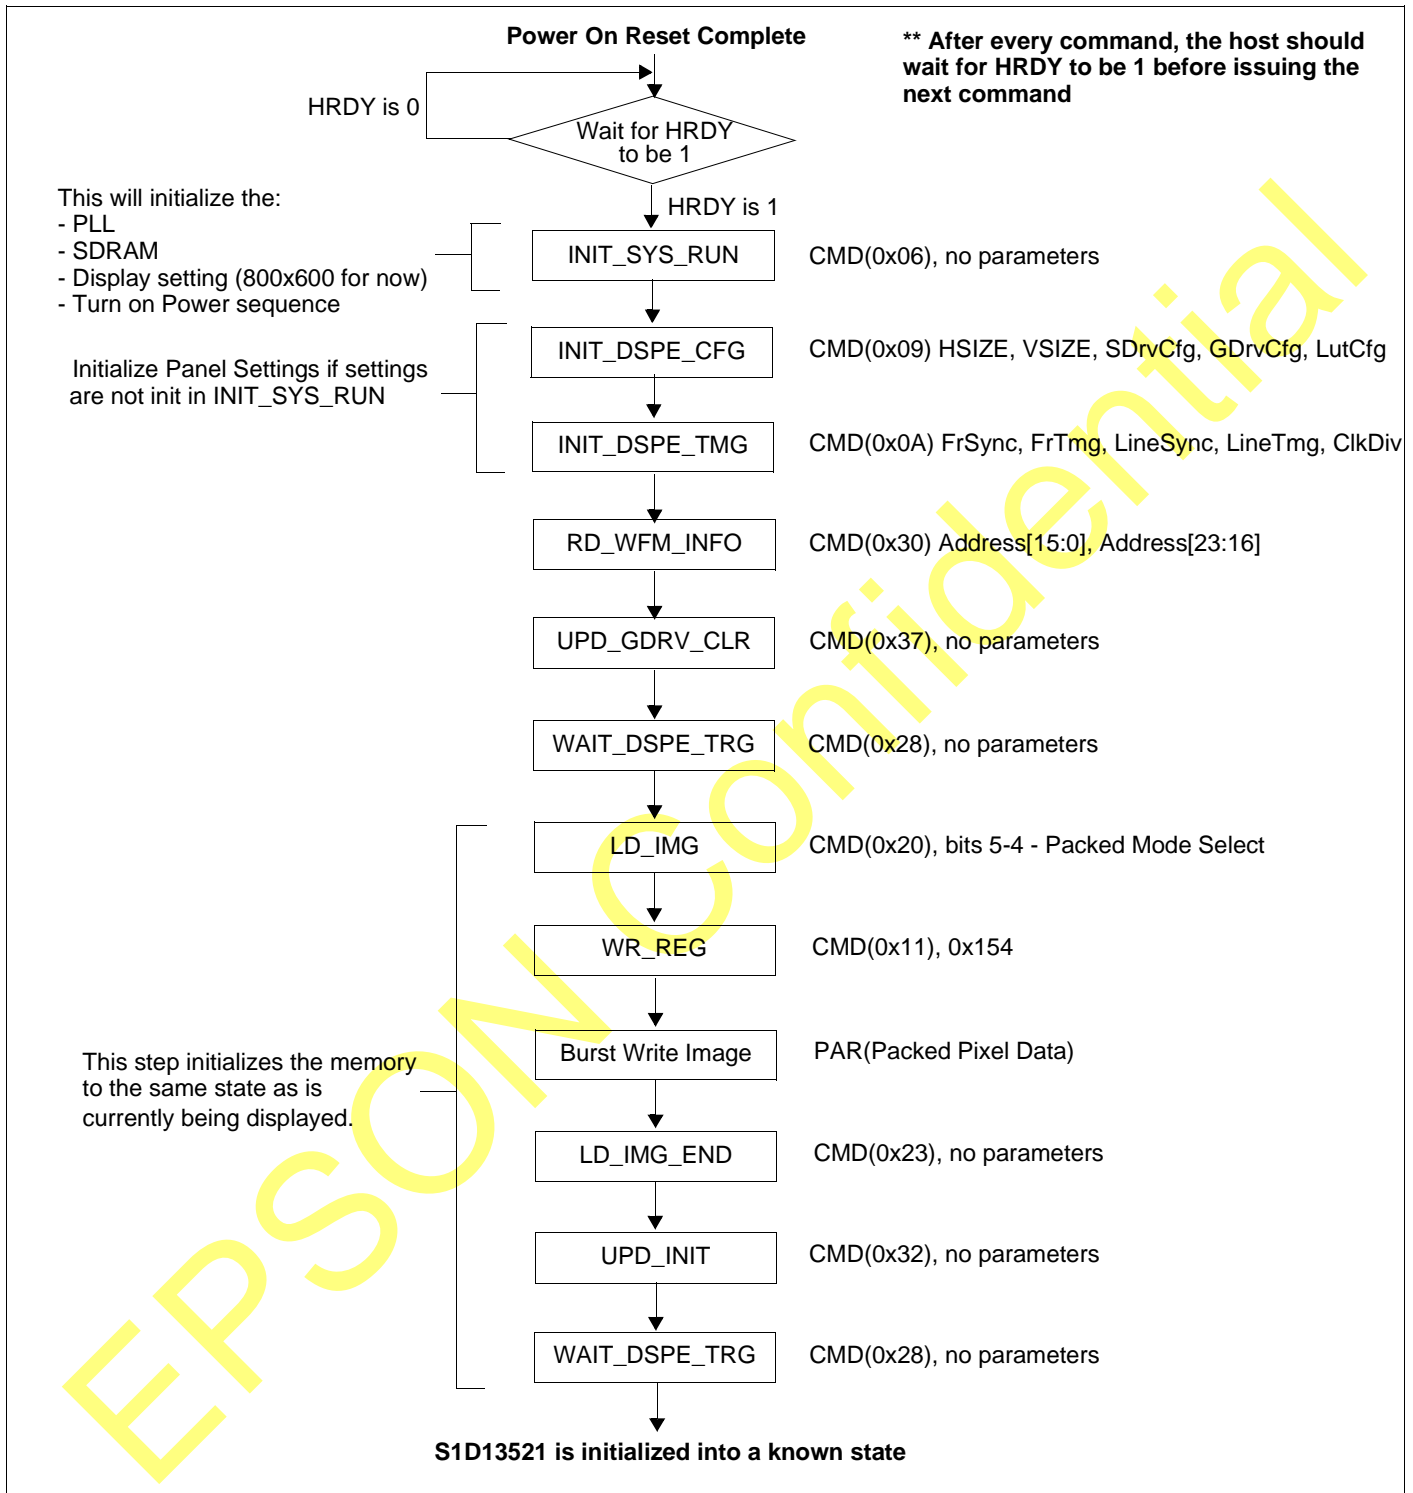 Power On Reset Complete
** After every command, the host should
wait for HRDY to be 1 before issuing the
next command
HRDY is 0
Wait for HRDY
to be 1
HRDY is 1
This will initialize the:
- PLL
- SDRAM
- Display setting (800x600 for now)
- Turn on Power sequence
INIT_SYS_RUN
CMD(0x06), no parameters
Initialize Panel Settings if settings
are not init in INIT_SYS_RUN
INIT_DSPE_CFG
CMD(0x09) HSIZE, VSIZE, SDrvCfg, GDrvCfg, LutCfg
INIT_DSPE_TMG
CMD(0x0A) FrSync, FrTmg, LineSync, LineTmg, ClkDiv
RD_WFM_INFO
CMD(0x30) Address[15:0], Address[23:16]
UPD_GDRV_CLR
CMD(0x37), no parameters
WAIT_DSPE_TRG
CMD(0x28), no parameters
LD_IMG
CMD(0x20), bits 5-4 - Packed Mode Select
WR_REG
CMD(0x11), 0x154
Burst Write Image
PAR(Packed Pixel Data)
This step initializes the memory
to the same state as is
currently being displayed.
LD_IMG_END
CMD(0x23), no parameters
UPD_INIT
CMD(0x32), no parameters
WAIT_DSPE_TRG
CMD(0x28), no parameters
S1D13521 is initialized into a known state
EPSON Confidential